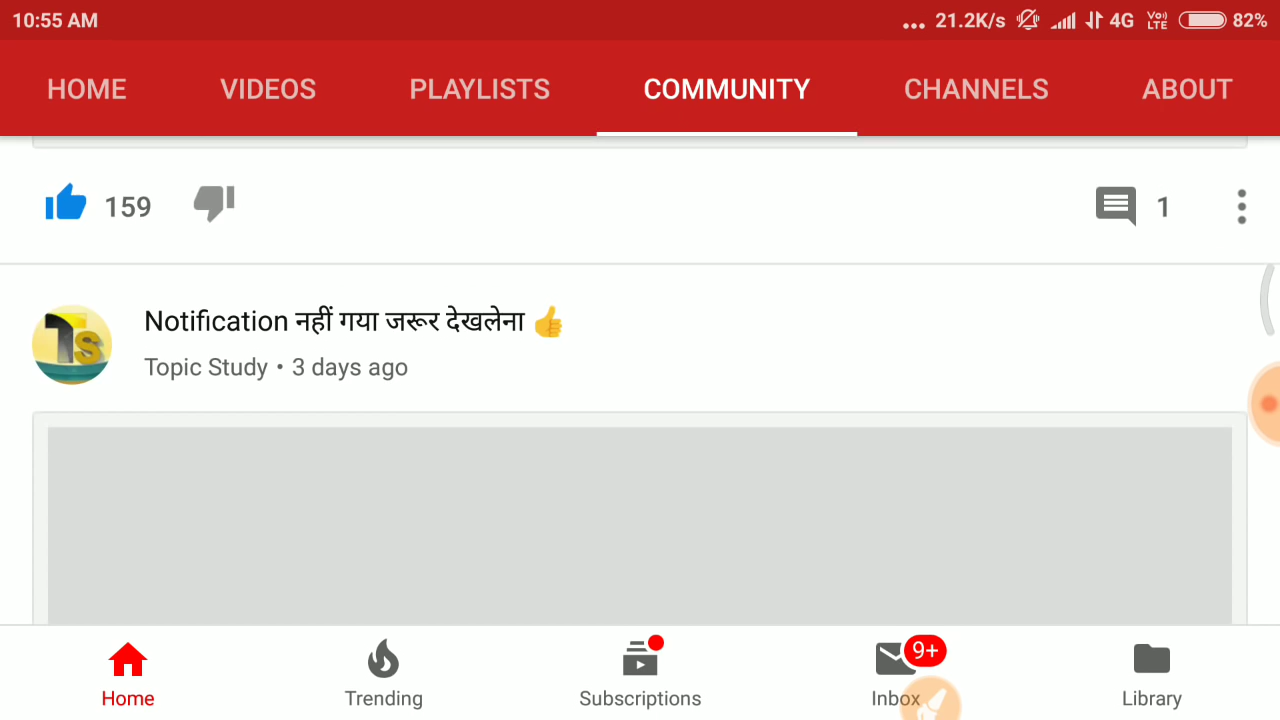 10:55 AM ... 21.2K/s 4G Vo) LTE 82%
HOME VIDEOS PLAYLISTS COMMUNITY CHANNELS ABOUT
159 1
Ts
Notification नहीं गया जरूर देखलेना 👍
Topic Study • 3 days ago
9+
Home Trending Subscriptions Inbox Library